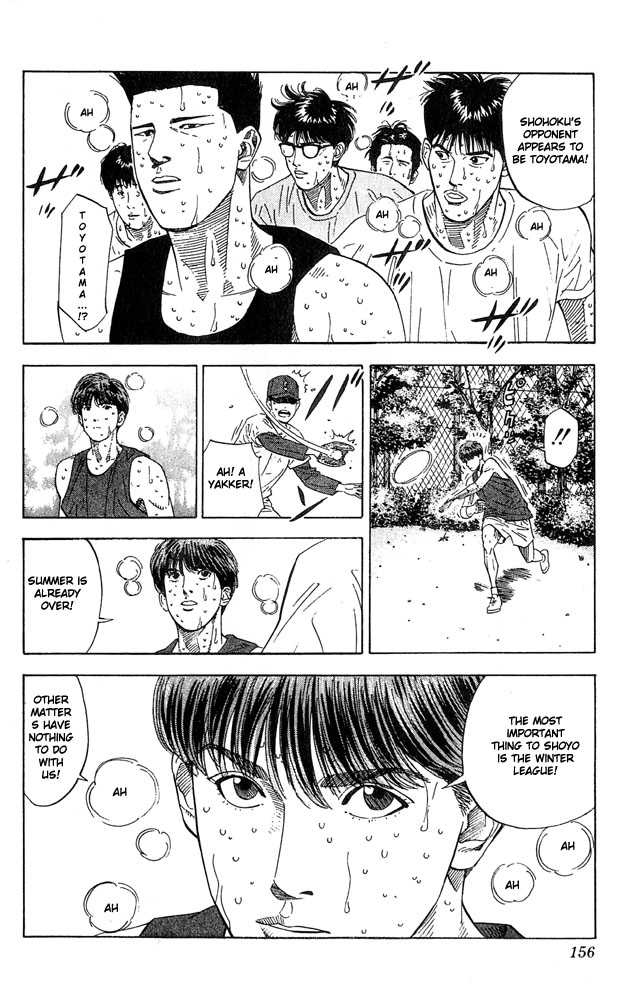 SHOHOKU'S
OPPONENT
APPEARS TO
BE TOYOTAMA!
AH
AH
AH
AH
AH
AH
T
O
Y
O
T
A
M
A
...
!?
!!
ピ
ク
AH! A
YAKKER!
SUMMER IS
ALREADY
OVER!
THE MOST
IMPORTANT
THING TO SHOYO
IS THE WINTER
LEAGUE!
OTHER
MATTER
S HAVE
NOTHING
TO DO
WITH
US!
AH
AH
AH
AH
156